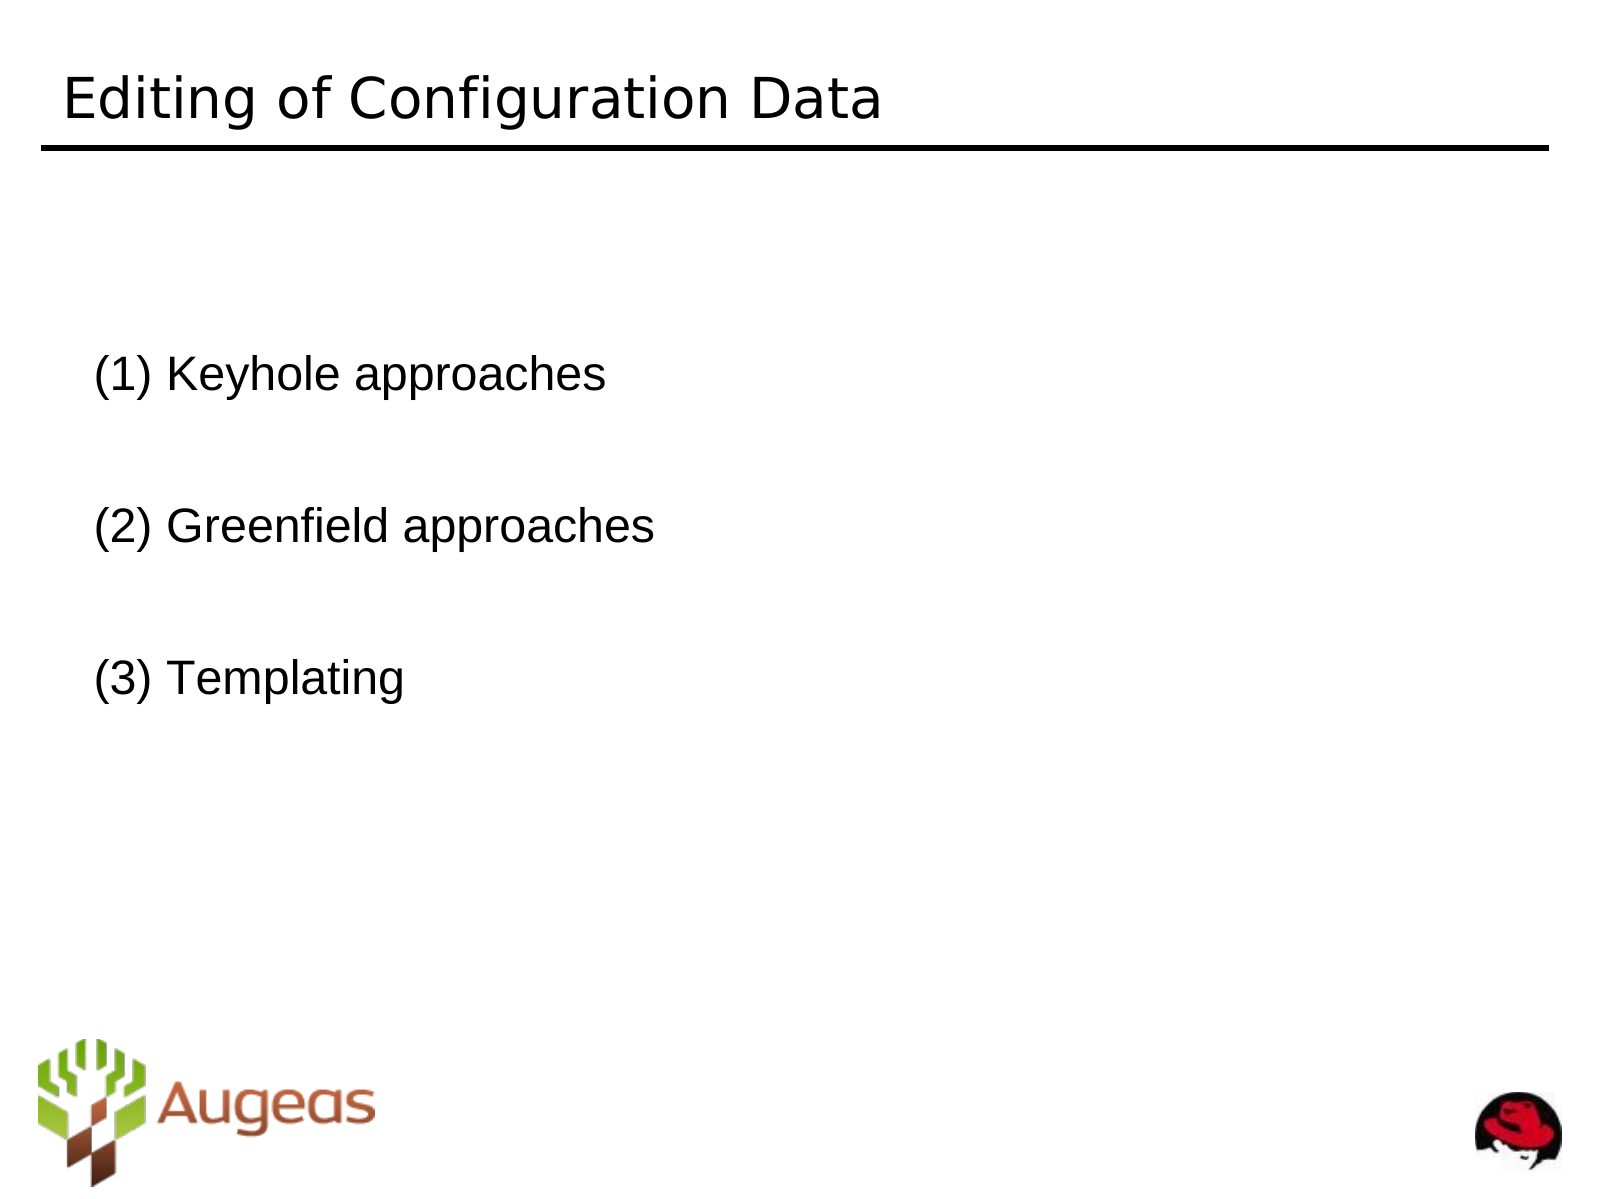 Editing of Configuration Data
(1) Keyhole approaches
(2) Greenfield approaches
(3) Templating
Augeas